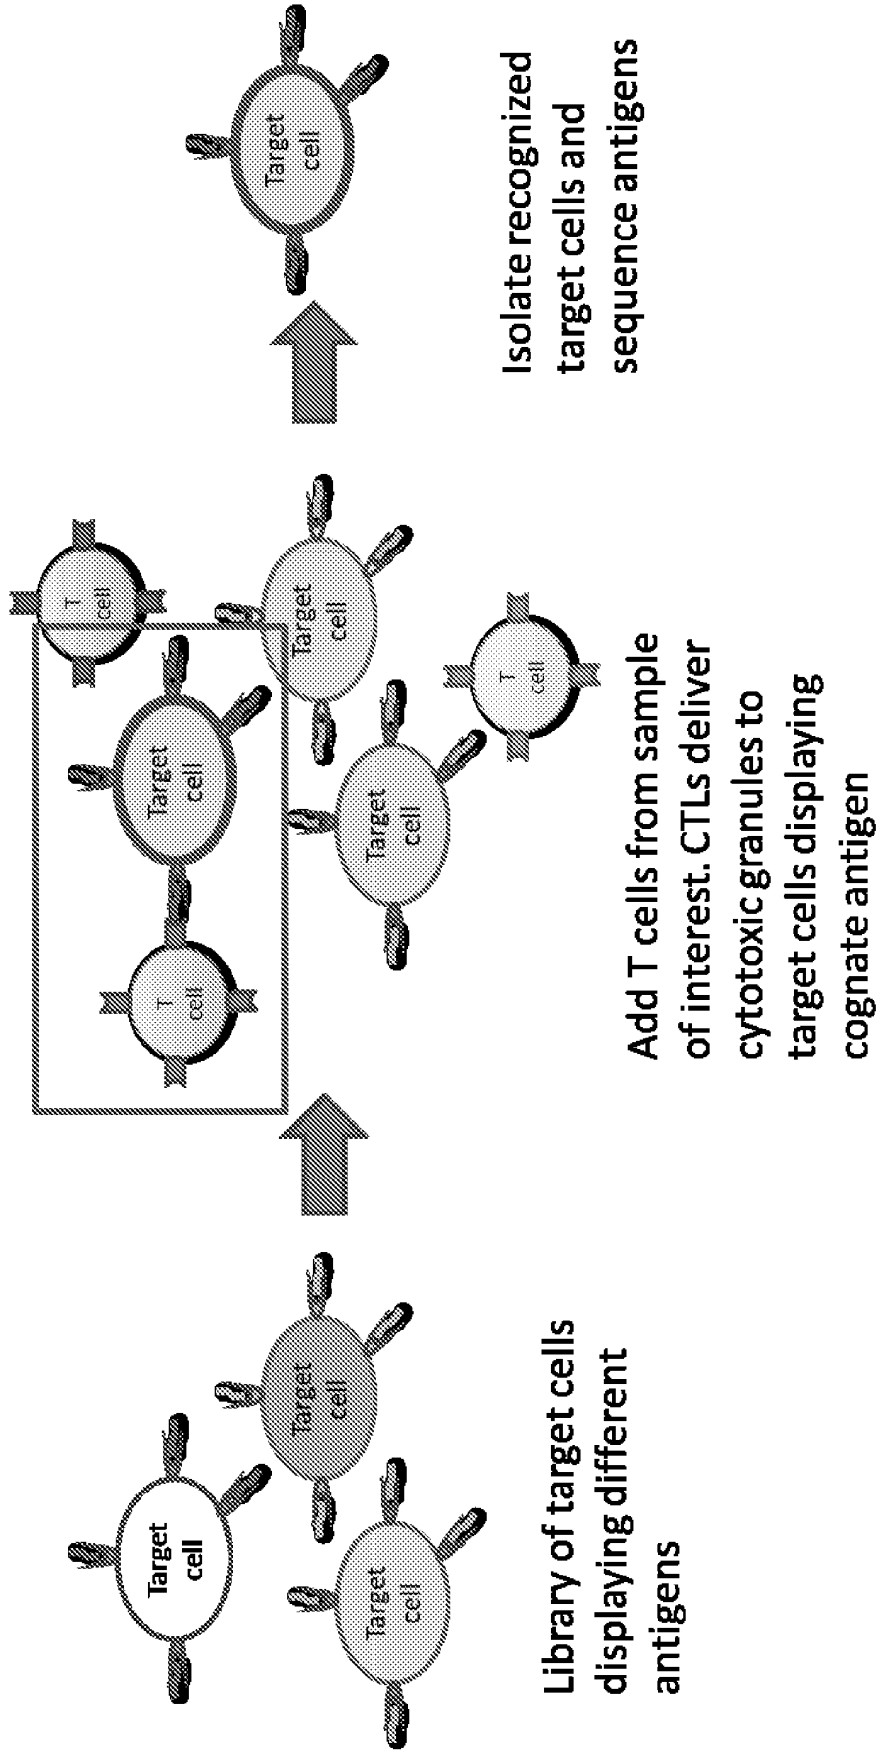 Target
cell
Target
cell
Target
cell
Library of target cells
displaying different
antigens
T
cell
Target
cell
T
cell
Target
cell
Target
cell
T
cell
Add T cells from sample
of interest. CTLs deliver
cytotoxic granules to
target cells displaying
cognate antigen
Target
cell
Isolate recognized
target cells and
sequence antigens